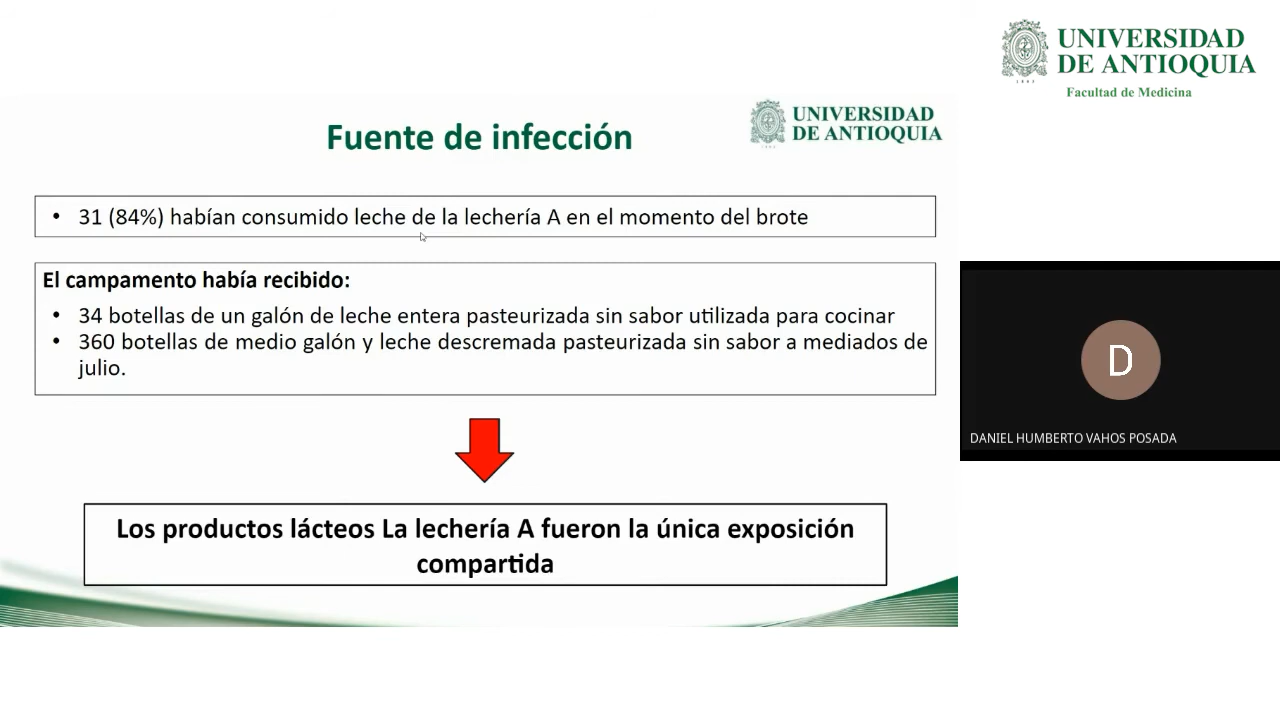 UNIVERSIDAD
DE ANTIOQUIA
1803
Facultad de Medicina
UNIVERSIDAD
DE ANTIOQUIA
Fuente de infección
• 31 (84%) habían consumido leche de la lechería A en el momento del brote
El campamento había recibido:
• 34 botellas de un galón de leche entera pasteurizada sin sabor utilizada para cocinar
• 360 botellas de medio galón y leche descremada pasteurizada sin sabor a mediados de
julio.
Los productos lácteos La lechería A fueron la única exposición
compartida
D
DANIEL HUMBERTO VAHOS POSADA